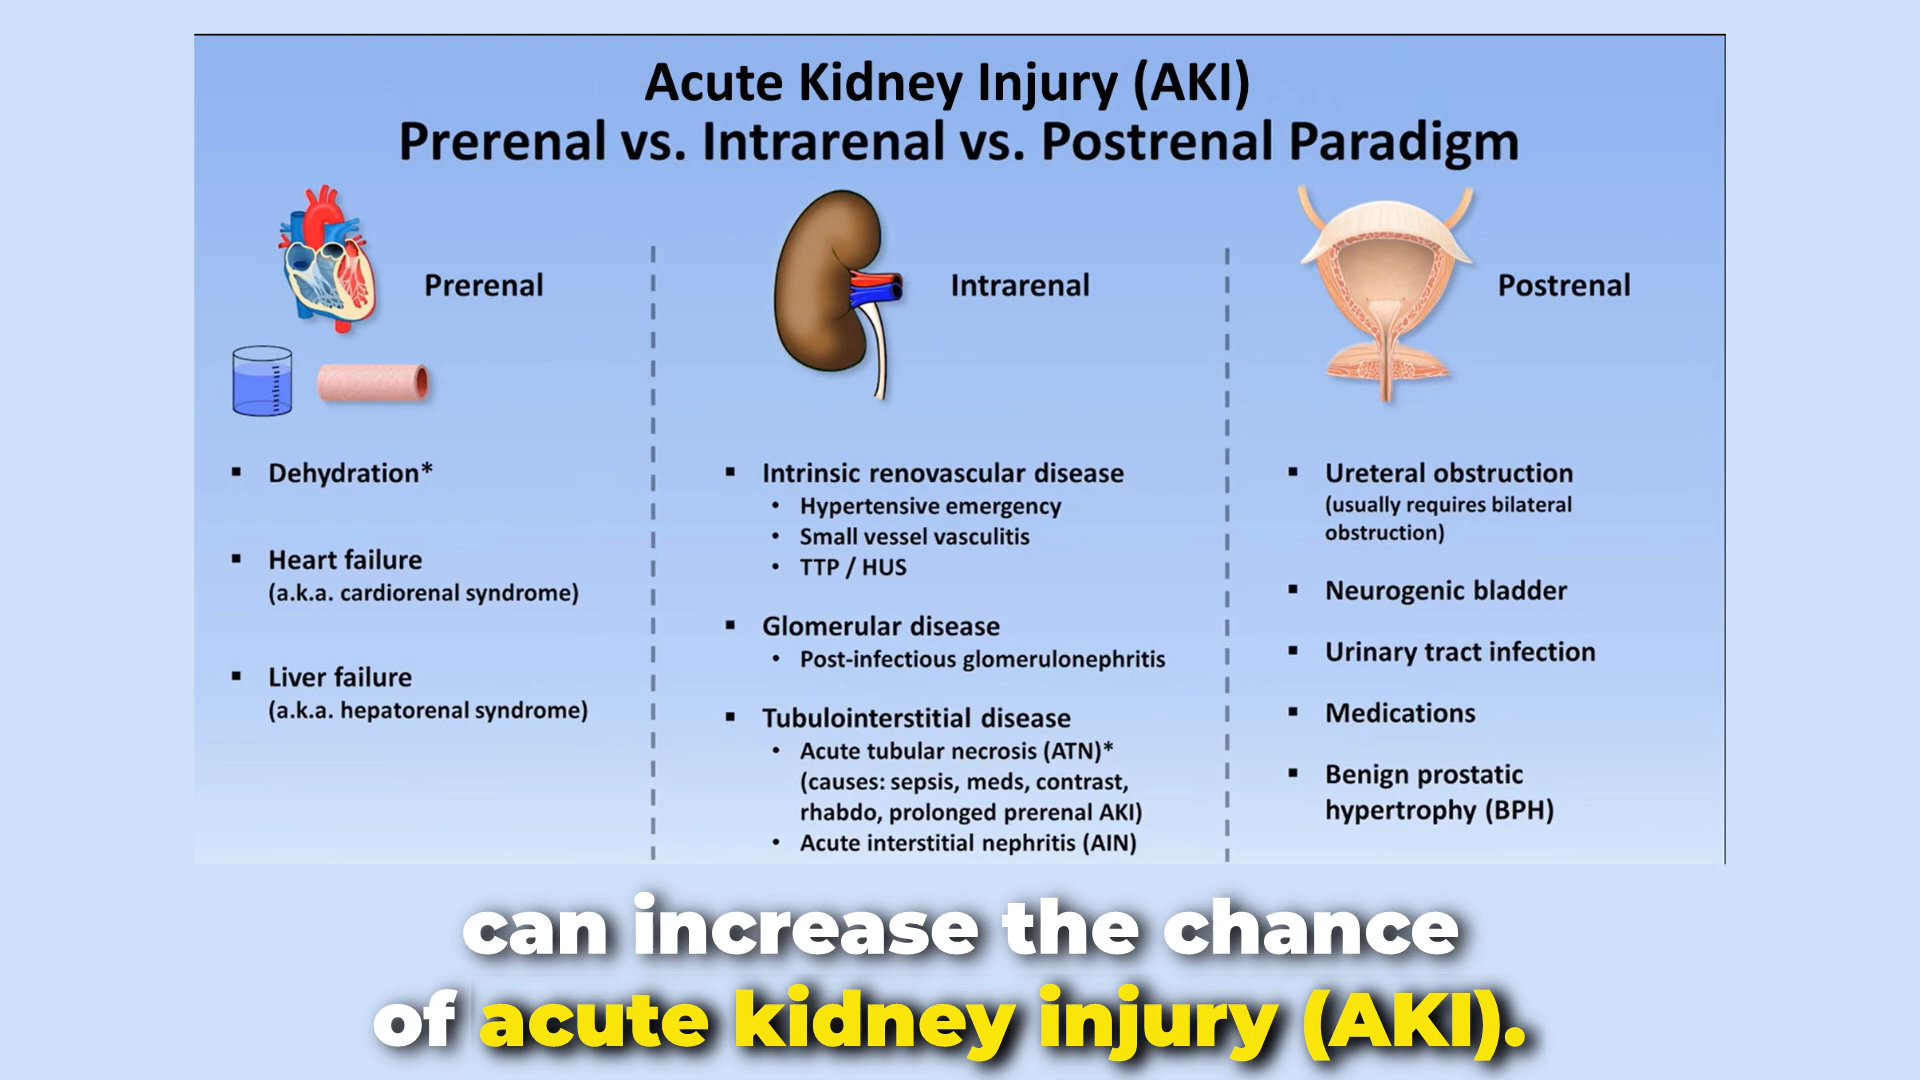 Acute Kidney Injury (AKI)
Prerenal vs. Intrarenal vs. Postrenal Paradigm
Prerenal
▪ Dehydration*
▪ Heart failure
(a.k.a. cardiorenal syndrome)
▪ Liver failure
(a.k.a. hepatorenal syndrome)
Intrarenal
▪ Intrinsic renovascular disease
• Hypertensive emergency
• Small vessel vasculitis
• TTP / HUS
▪ Glomerular disease
• Post-infectious glomerulonephritis
▪ Tubulointerstitial disease
• Acute tubular necrosis (ATN)*
(causes: sepsis, meds, contrast,
rhabdo, prolonged prerenal AKI)
• Acute interstitial nephritis (AIN)
Postrenal
▪ Ureteral obstruction
(usually requires bilateral
obstruction)
▪ Neurogenic bladder
▪ Urinary tract infection
▪ Medications
▪ Benign prostatic
hypertrophy (BPH)
can increase the chance
of acute kidney injury (AKI).